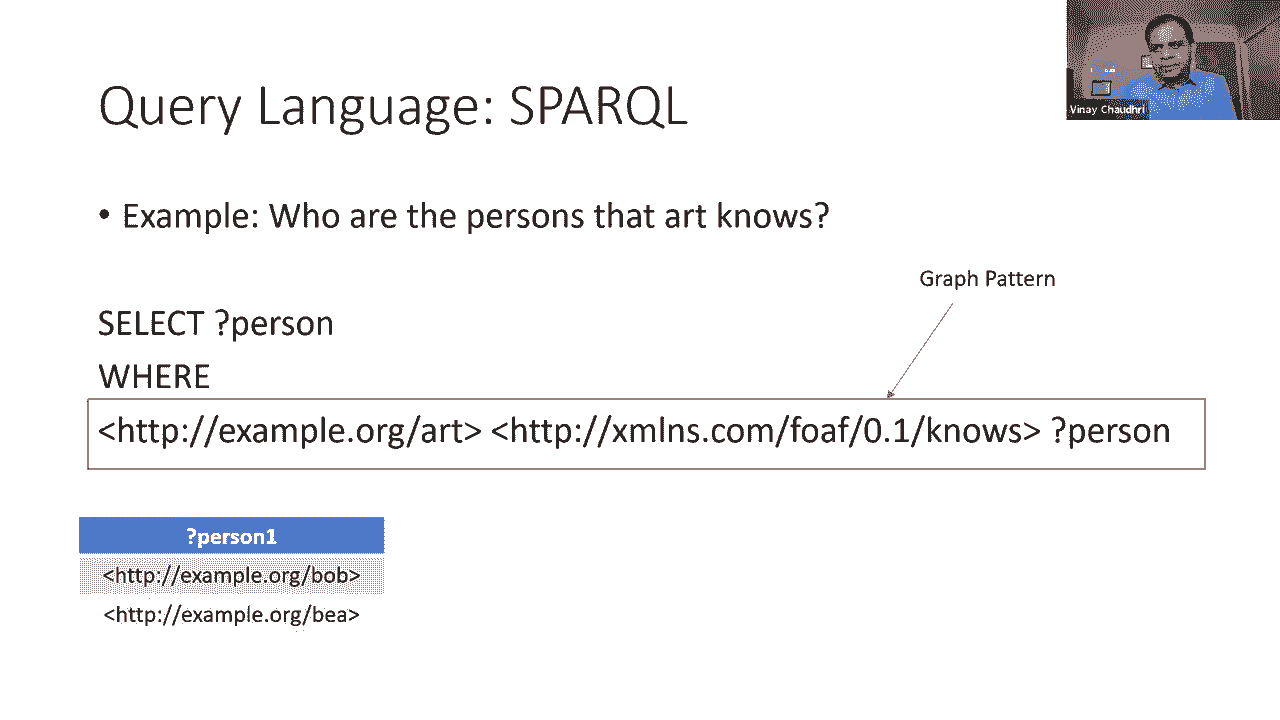 Vinay Chaudhri
Query Language: SPARQL
• Example: Who are the persons that art knows?
Graph Pattern
SELECT ?person
WHERE
<http://example.org/art> <http://xmlns.com/foaf/0.1/knows> ?person
?person1
<http://example.org/bob>
<http://example.org/bea>